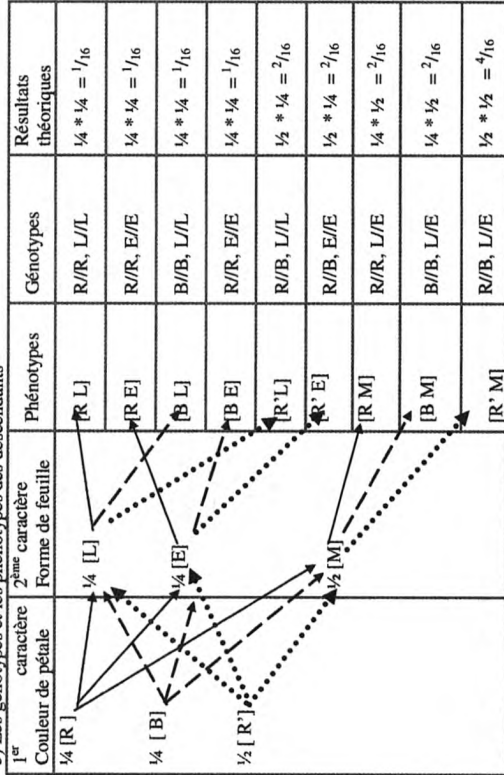 3) Les génotypes et les phénotypes des descendants
1er caractère
Couleur de pétale
2ème caractère
Forme de feuille
Phénotypes
Génotypes
Résultats
théoriques
¼ [R ]
¼ [ B]
½ [ R']
¼ [L]
¼ [E]
½ [M]
[R L]
R//R, L//L
¼ * ¼ = 1/16
[R E]
R//R, E//E
¼ * ¼ = 1/16
[B L]
B//B, L//L
¼ * ¼ = 1/16
[B E]
R//R, E//E
¼ * ¼ = 1/16
[R'L]
R//B, L//L
½ * ¼ = 2/16
[R' E]
R//B, E//E
½ * ¼ = 2/16
[R M]
R//R, L//E
¼ * ½ = 2/16
[B M]
B//B, L//E
¼ * ½ = 2/16
[R' M]
R//B, L//E
½ * ½ = 4/16